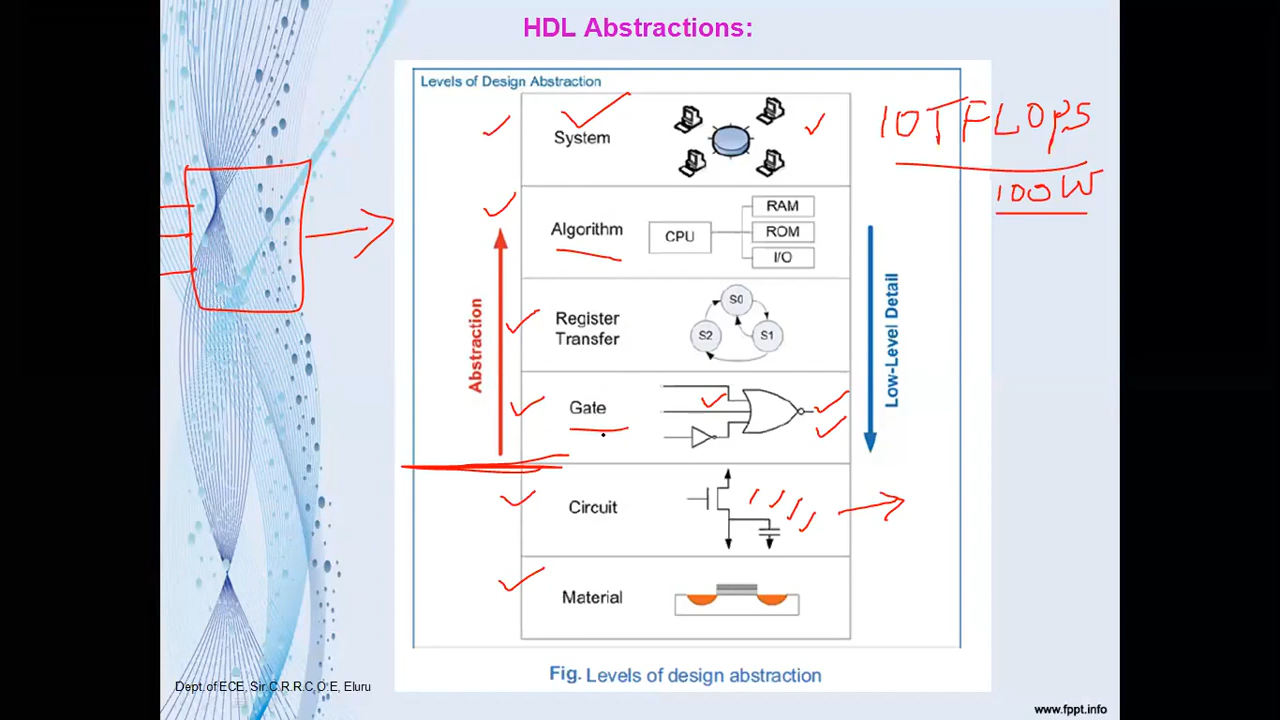 HDL Abstractions:
Levels of Design Abstraction
System
10TFLOps
100W
Algorithm
CPU
RAM
ROM
I/O
Abstraction
Register
Transfer
S0
S2
S1
Low-Level Detail
Gate
Circuit
Material
Fig. Levels of design abstraction
Dept. of ECE, Sir C.R.R.C.O.E, Eluru
www.fppt.info